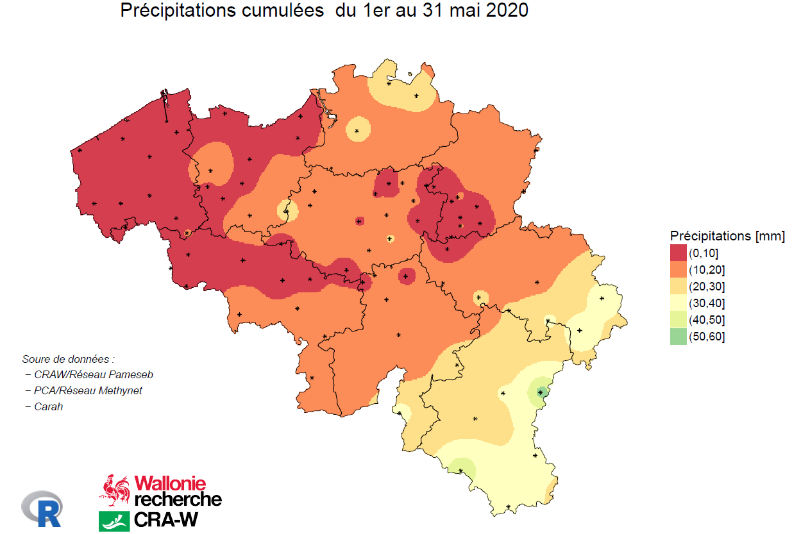 Précipitations cumulées  du 1er au 31 mai 2020
Précipitations [mm]
(0,10]
(10,20]
(20,30]
(30,40]
(40,50]
(50,60]
Soure de données :
− CRAW/Réseau Pameseb
− PCA/Réseau Methynet
− Carah
R
Wallonie
recherche
CRA-W